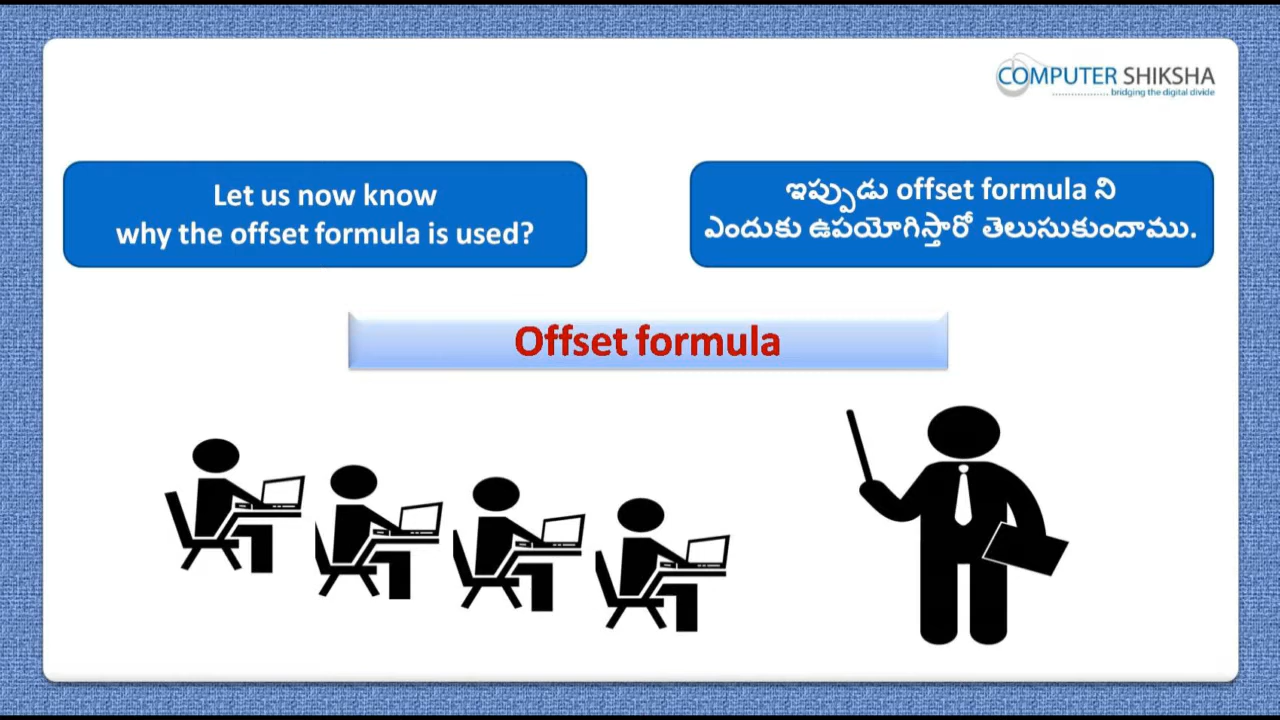 COMPUTER SHIKSHA
bridging the digital divide
Let us now know
why the offset formula is used?
ఇప్పుడు offset formula ని
ఎందుకు ఉపయోగిస్తారో తెలుసుకుందాము.
Offset formula